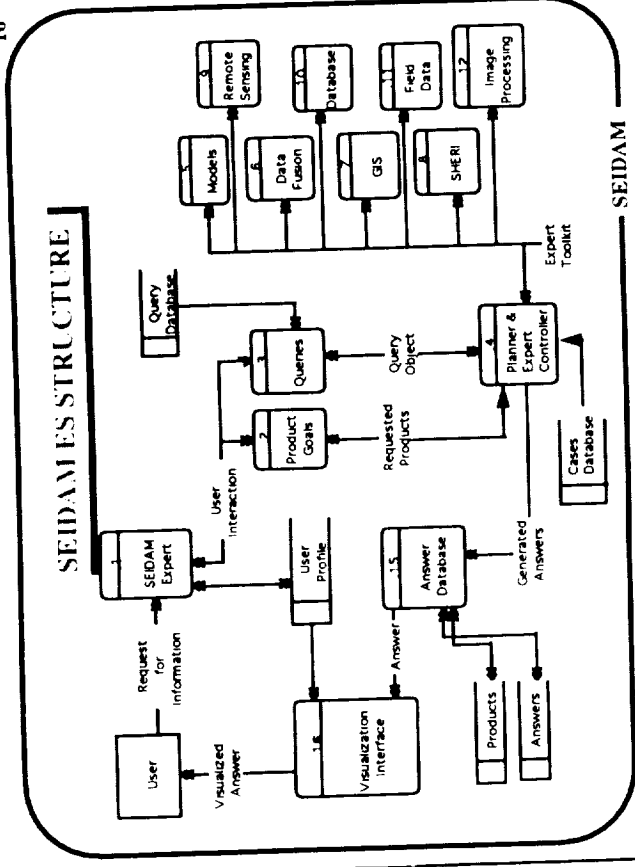 SEIDAM ES STRUCTURE
User
Request
for
Information
1
SEIDAM
Expert
Visualized
Answer
User
Interaction
User
Profile
16
Visualization
Interface
Query
Database
2
Product
Goals
3
Queries
Requested
Products
Query
Object
Answer
15
Answer
Database
Products
Answers
Generated
Answers
4
Planner &
Expert
Controller
Cases
Database
Expert
Toolkit
5
Models
6
Data
Fusion
7
GIS
8
SHERI
9
Remote
Sensing
10
Database
11
Field
Data
12
Image
Processing
SEIDAM